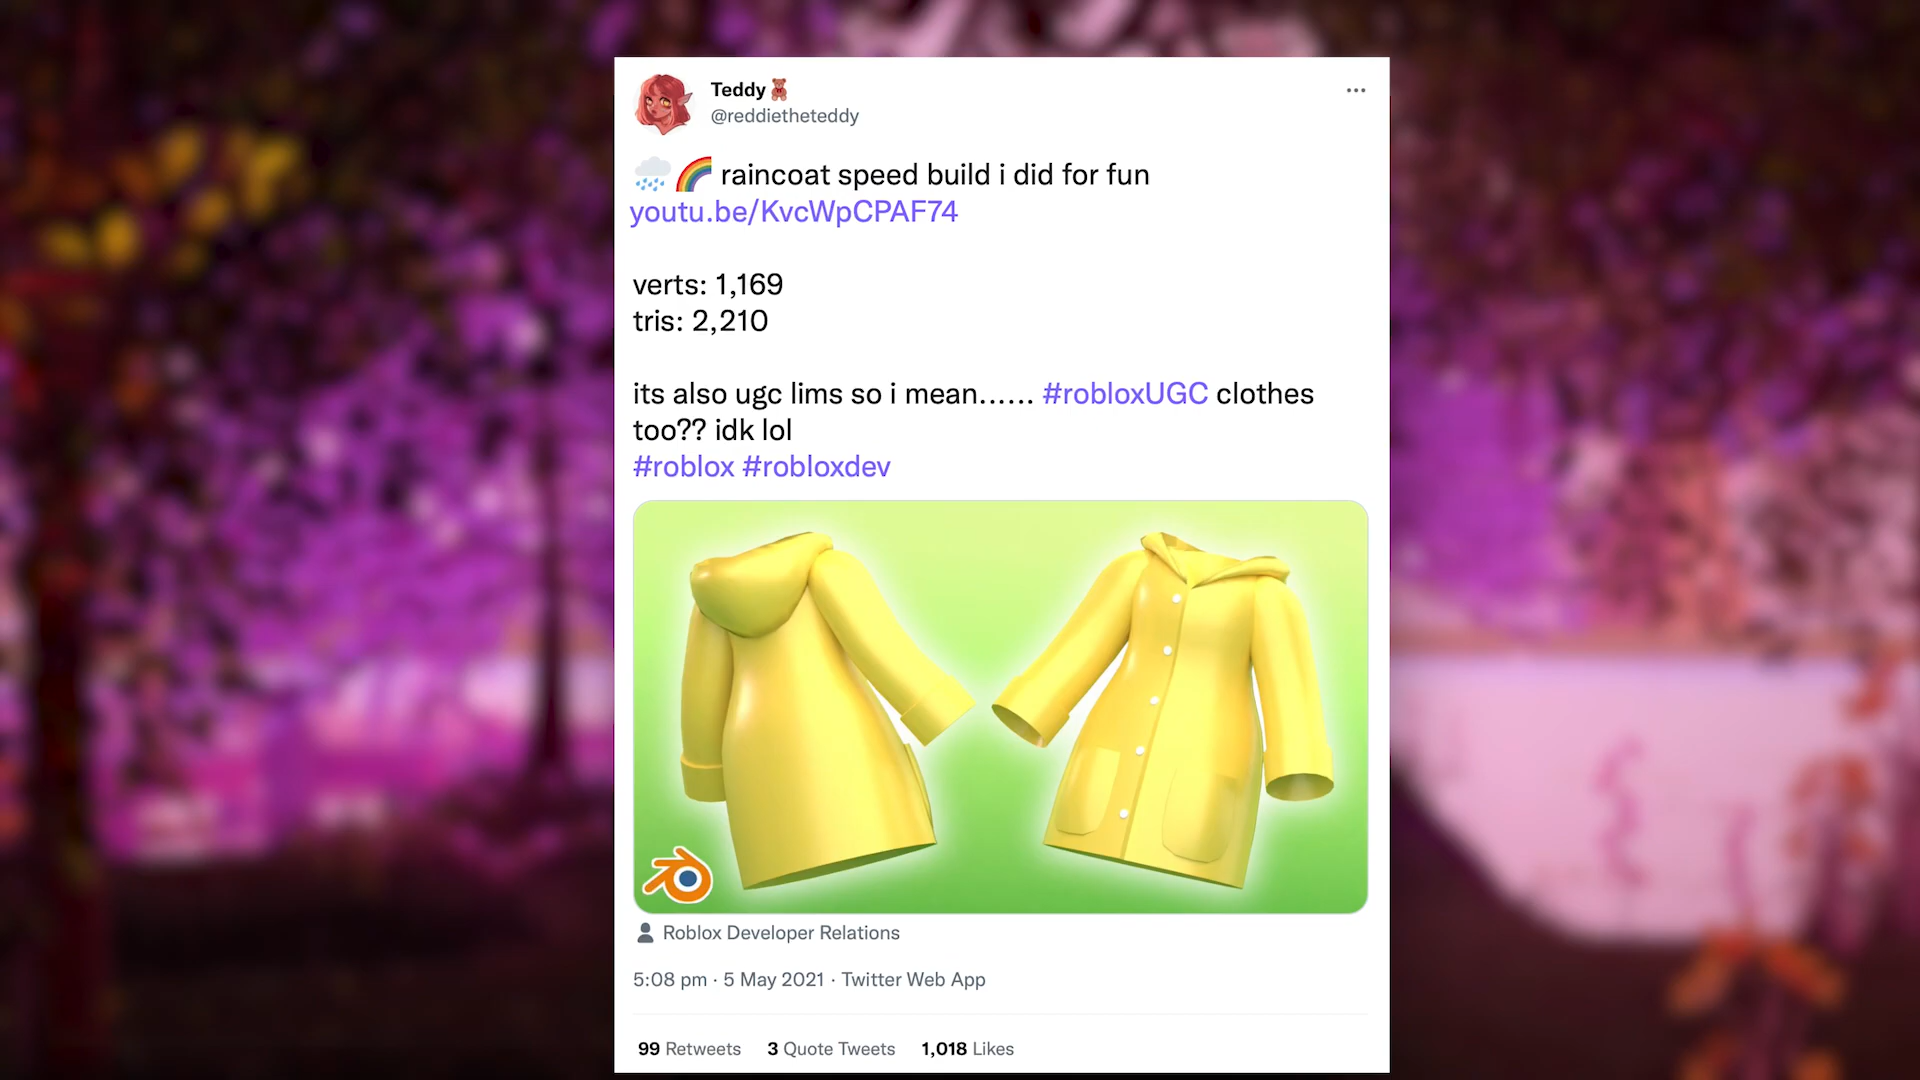 Teddy🧸
@reddietheteddy
🌧️🌈 raincoat speed build i did for fun
youtu.be/KvcWpCPAF74
verts: 1,169
tris: 2,210
its also ugc lims so i mean...... #robloxUGC clothes
too?? idk lol
#roblox #robloxdev
Roblox Developer Relations
5:08 pm · 5 May 2021 · Twitter Web App
99 Retweets 3 Quote Tweets 1,018 Likes